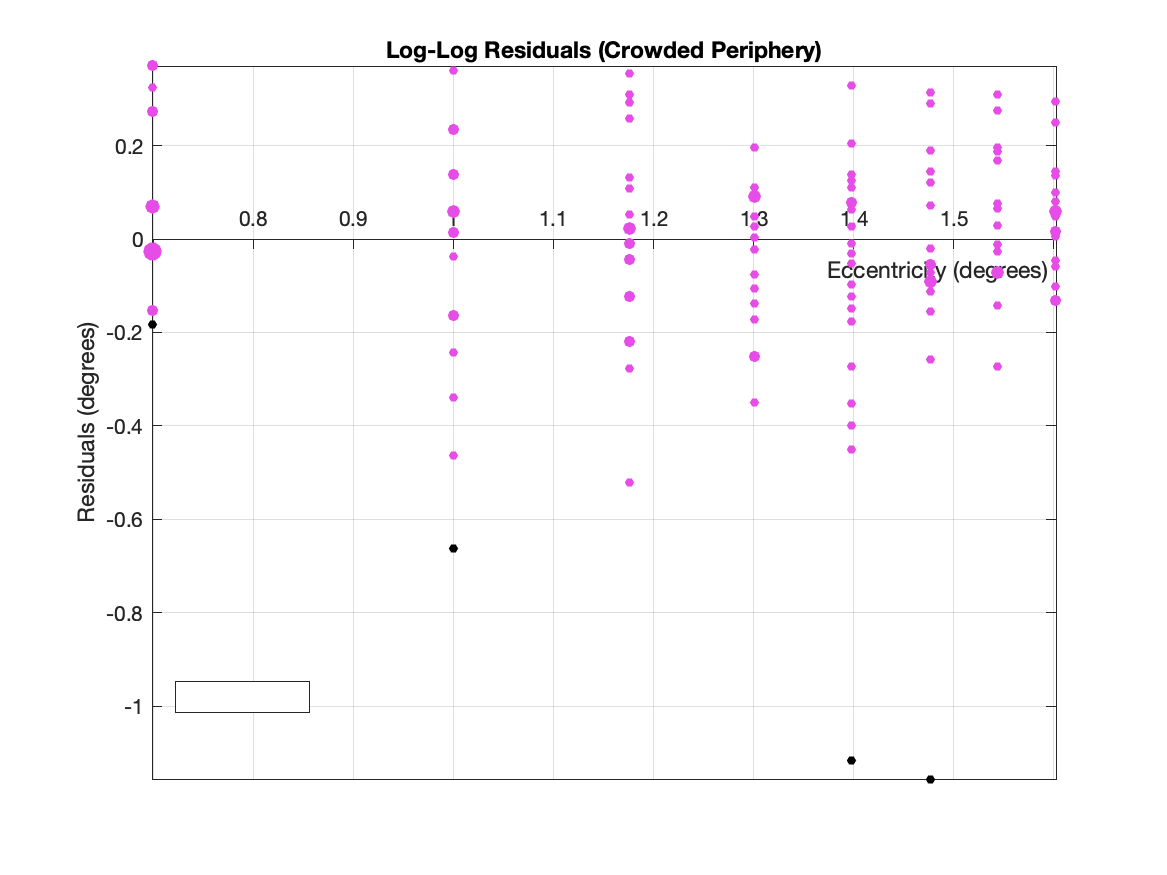 Log-Log Residuals (Crowded Periphery)
0.2
0.8 0.9 1 1.1 1.2 1.3 1.4 1.5
0
Eccentricity (degrees)
-0.2
Residuals (degrees)
-0.4
-0.6
-0.8
-1